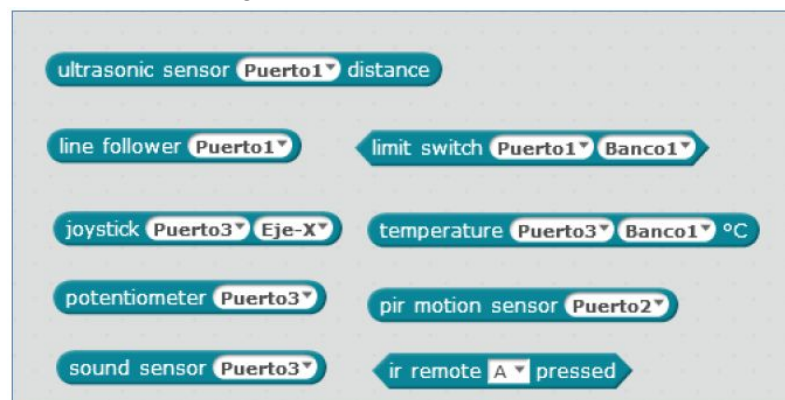 ultrasonic sensor Puerto1 distance
line follower Puerto1
limit switch Puerto1 Banco1
joystick Puerto3 Eje-X
temperature Puerto3 Banco1 ºC
potentiometer Puerto3
pir motion sensor Puerto2
sound sensor Puerto3
ir remote A pressed